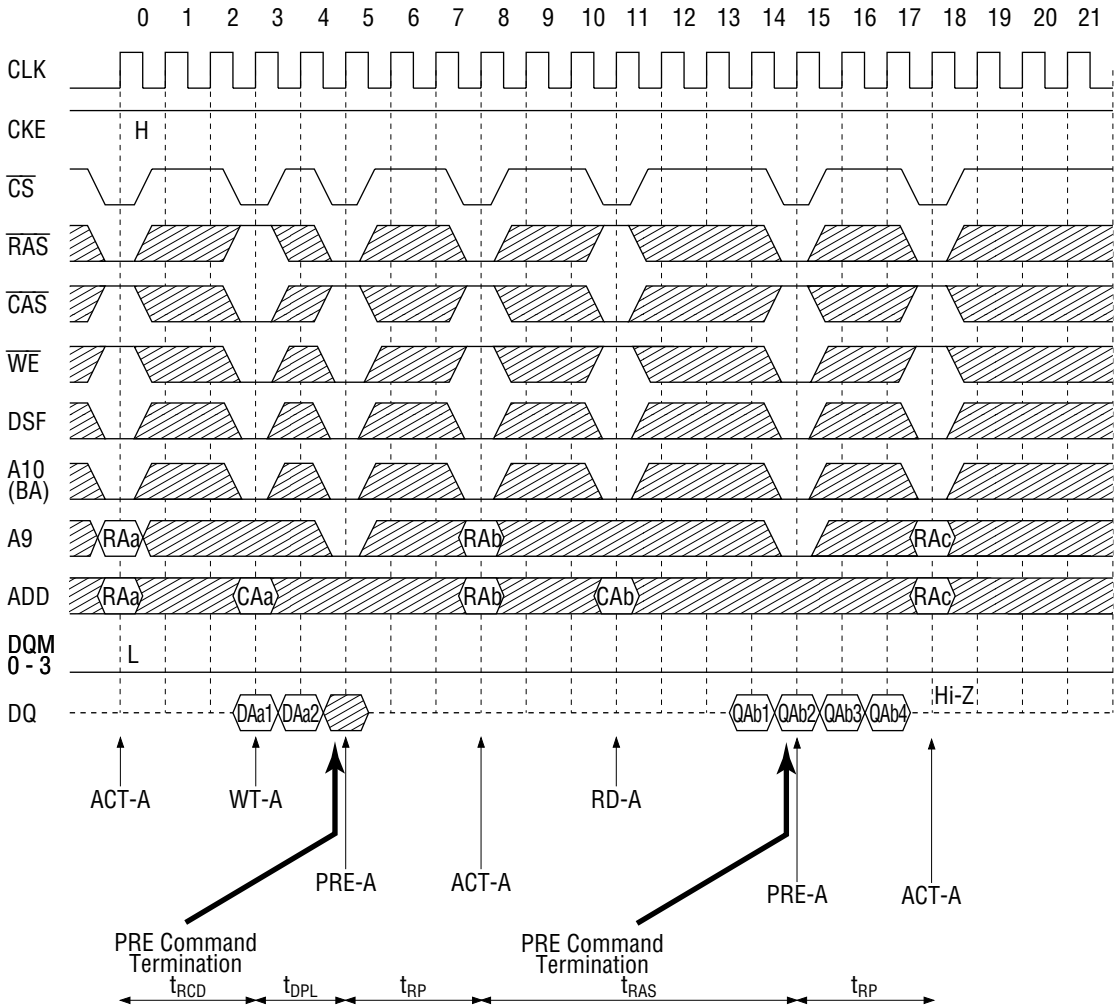 0 1 2 3 4 5 6 7 8 9 10 11 12 13 14 15 16 17 18 19 20 21
CLK
CKE H
CS
RAS
CAS
WE
DSF
A10
(BA)
A9 RAa RAb RAc
ADD RAa CAa RAb CAb RAc
DQM
0 - 3 L
DQ DAa1 DAa2 QAb1 QAb2 QAb3 QAb4 Hi-Z
ACT-A WT-A RD-A
PRE-A ACT-A PRE-A ACT-A
PRE Command
Termination
PRE Command
Termination
tRCD tDPL tRP tRAS tRP